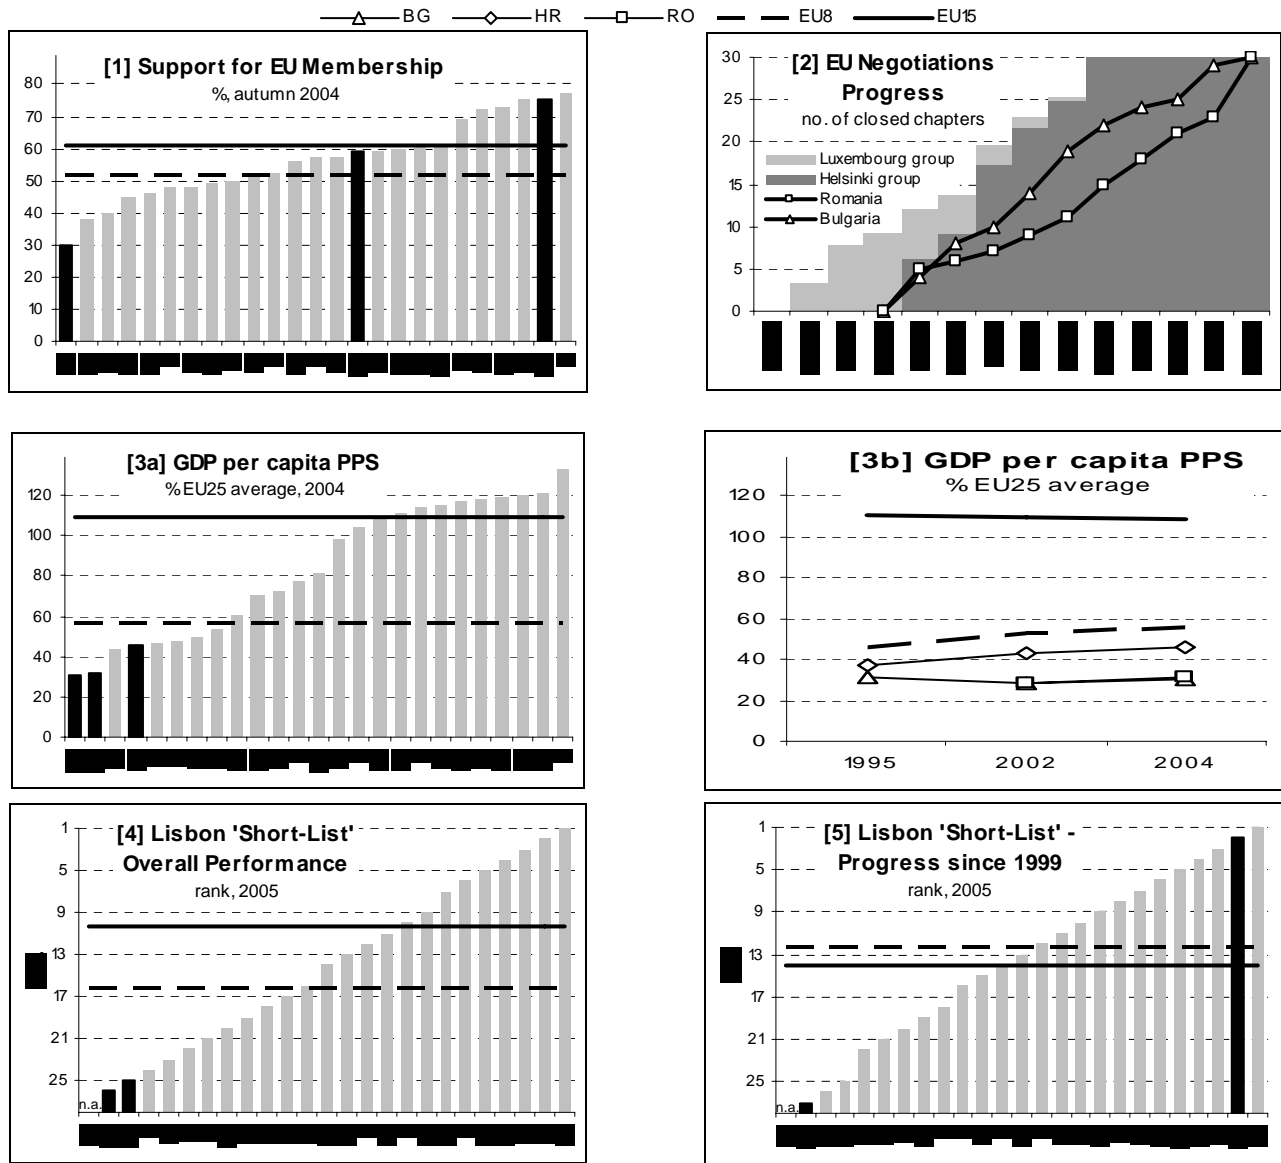 BG HR RO EU8 EU15
[1] Support for EU Membership
%, autumn 2004
80
70
60
50
40
30
20
10
0
[2] EU Negotiations
Progress
no. of closed chapters
30
25
20
15
10
5
0
Luxembourg group
Helsinki group
Romania
Bulgaria
[3a] GDP per capita PPS
% EU25 average, 2004
120
100
80
60
40
20
0
[3b] GDP per capita PPS
% EU25 average
120
100
80
60
40
20
0
1995 2002 2004
[4] Lisbon 'Short-List'
Overall Performance
rank, 2005
1
5
9
13
17
21
25
n.a.
[5] Lisbon 'Short-List' -
Progress since 1999
rank, 2005
1
5
9
13
17
21
25
n.a.